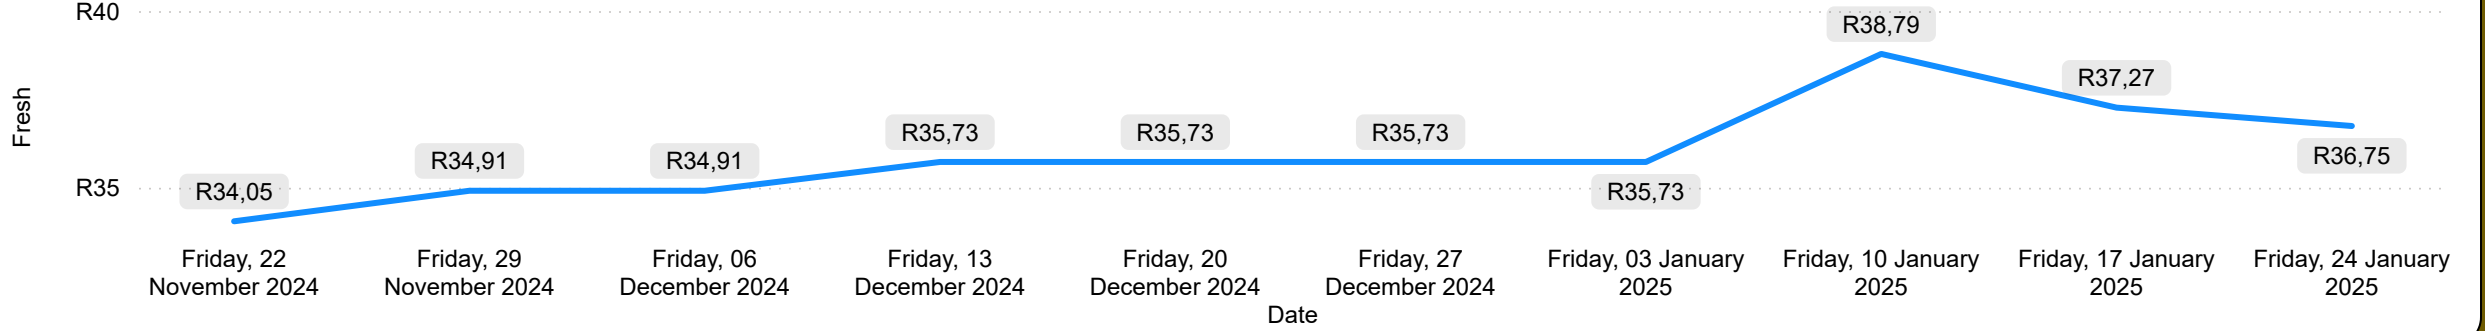 R40
R35
Fresh
R34,05
R34,91
R34,91
R35,73
R35,73
R35,73
R35,73
R38,79
R37,27
R36,75
Friday, 22
November 2024
Friday, 29
November 2024
Friday, 06
December 2024
Friday, 13
December 2024
Friday, 20
December 2024
Friday, 27
December 2024
Friday, 03 January
2025
Friday, 10 January
2025
Friday, 17 January
2025
Friday, 24 January
2025
Date